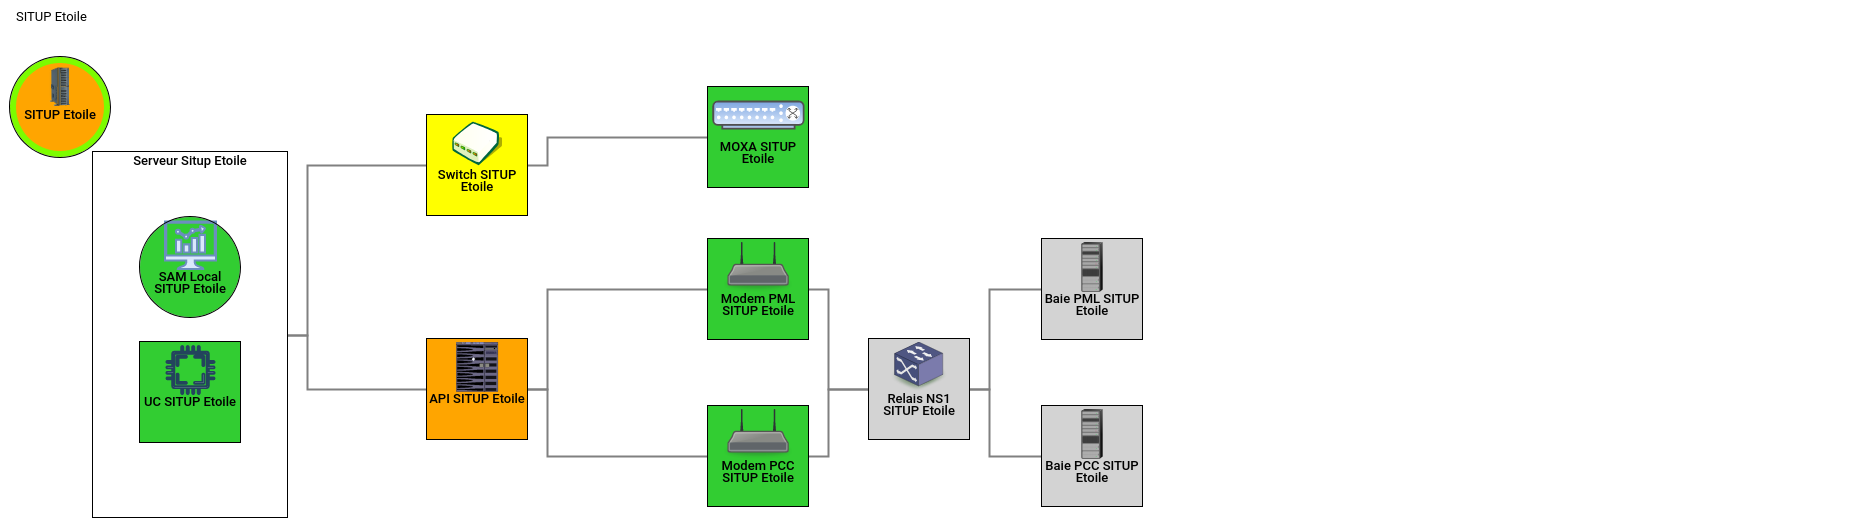 SITUP Etoile
SITUP Etoile
Serveur Situp Etoile
SAM Local
SITUP Etoile
UC SITUP Etoile
Switch SITUP
Etoile
API SITUP Etoile
MOXA SITUP
Etoile
Modem PML
SITUP Etoile
Modem PCC
SITUP Etoile
Relais NS1
SITUP Etoile
Baie PML SITUP
Etoile
Baie PCC SITUP
Etoile